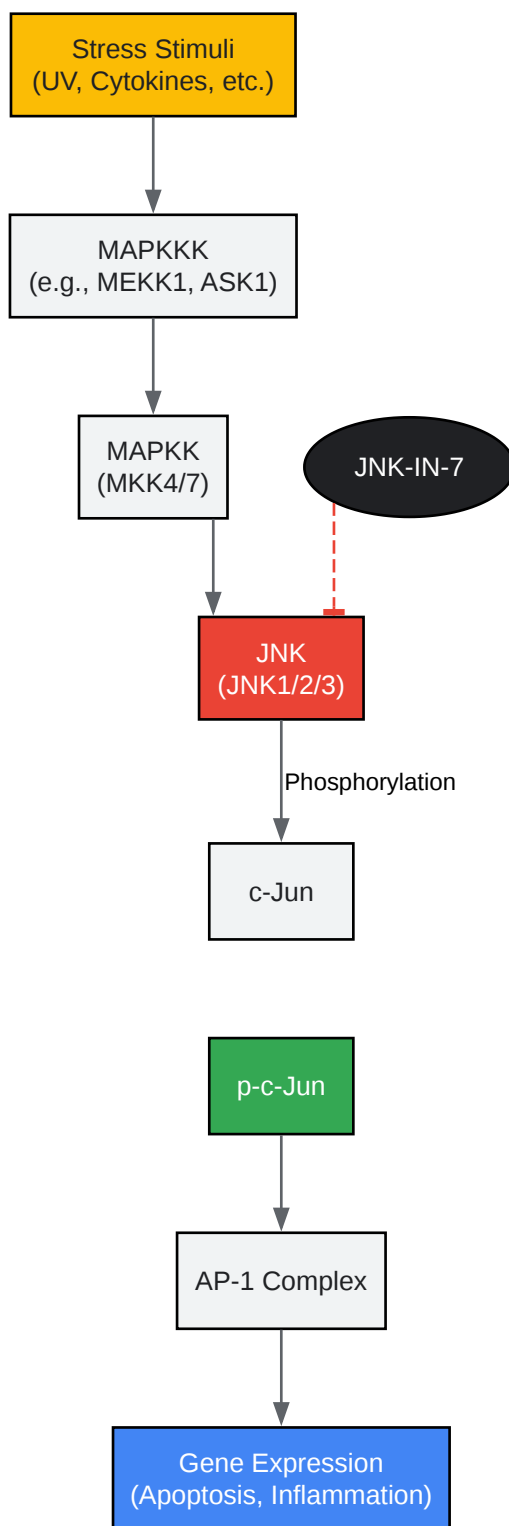 Stress Stimuli
(UV, Cytokines, etc.)
MAPKKK
(e.g., MEKK1, ASK1)
MAPKK
(MKK4/7)
JNK-IN-7
JNK
(JNK1/2/3)
Phosphorylation
c-Jun
p-c-Jun
AP-1 Complex
Gene Expression
(Apoptosis, Inflammation)